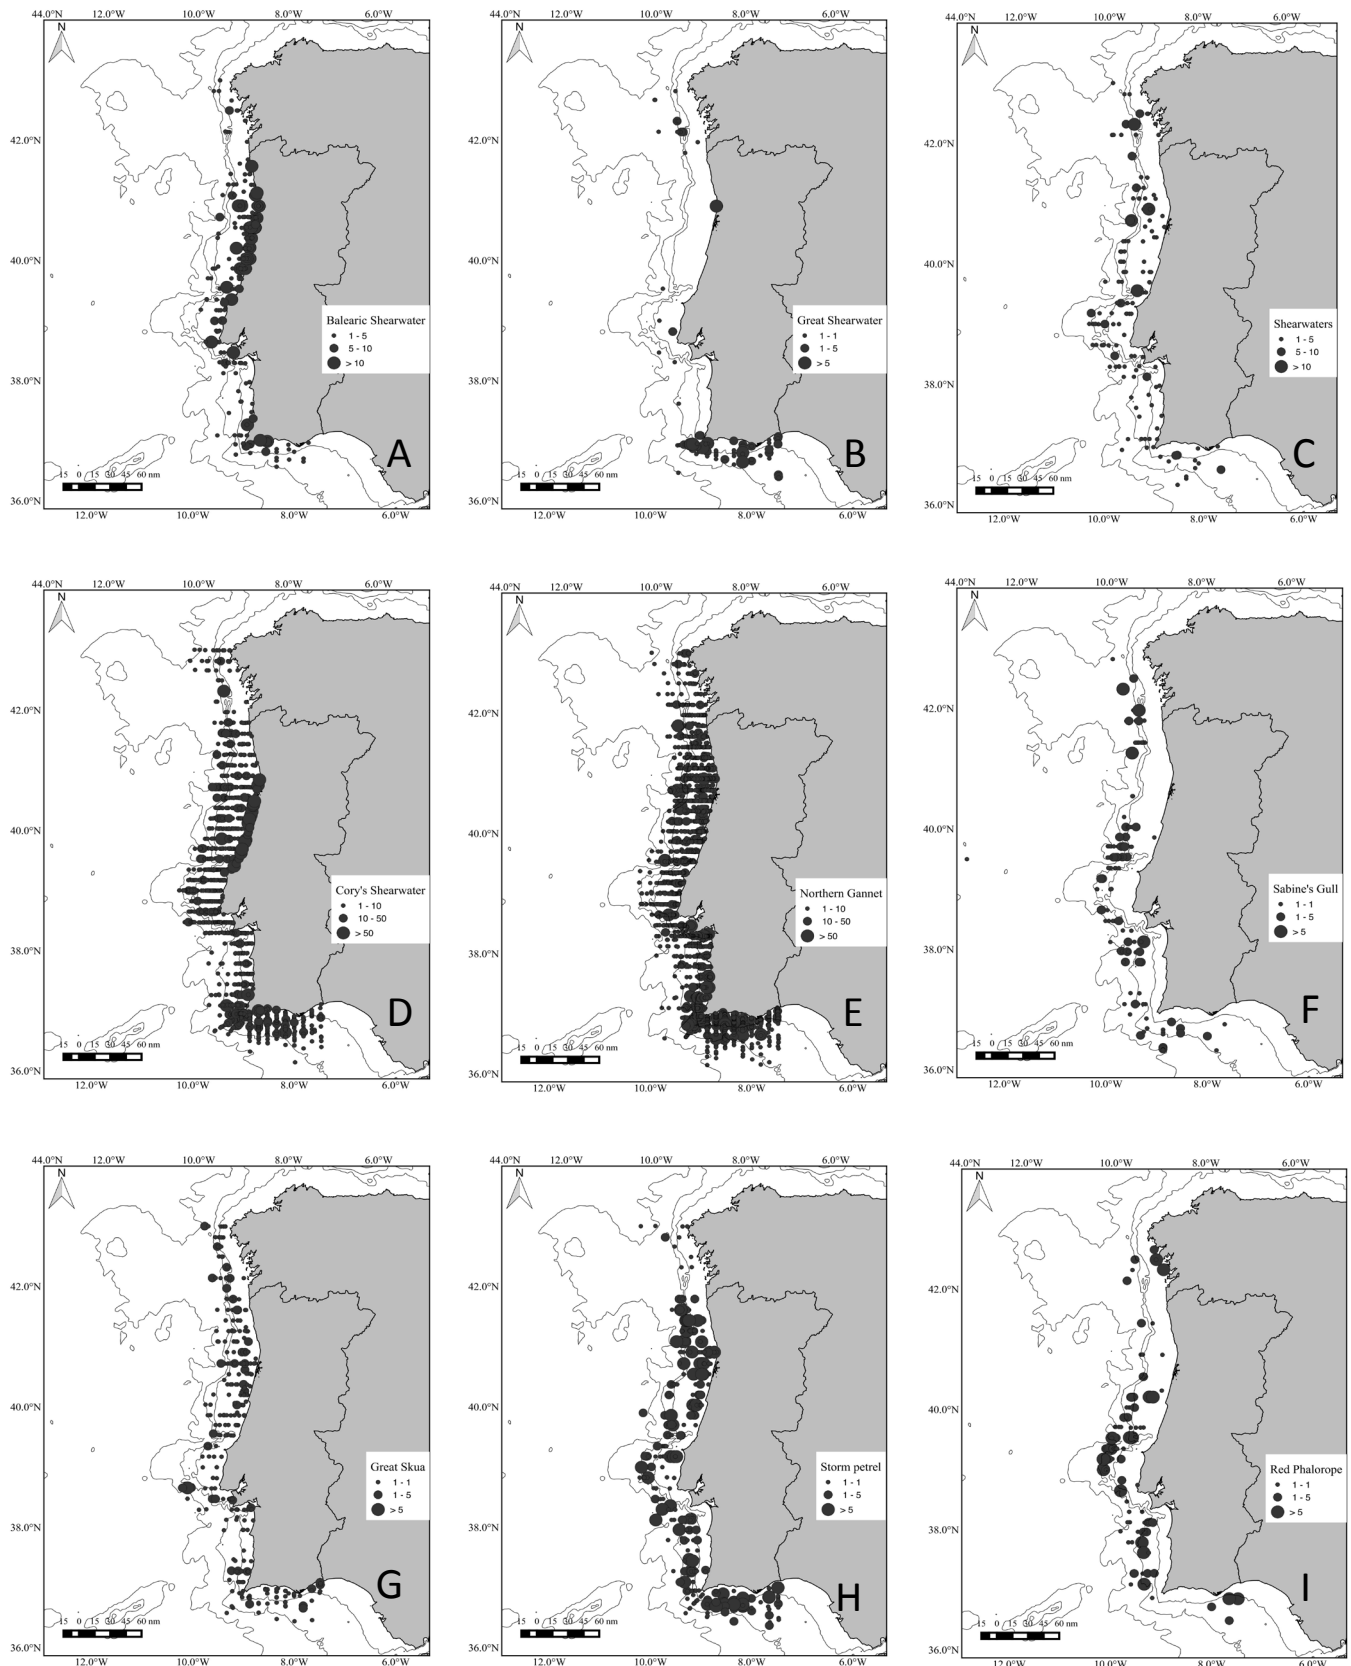 44.0°N 12.0°W 10.0°W 8.0°W 6.0°W
N
42.0°N
40.0°N
Balearic Shearwater
1 - 5
5 - 10
> 10
38.0°N
A
15 0 15 30 45 60 nm
36.0°N
12.0°W 10.0°W 8.0°W 6.0°W
44.0°N 12.0°W 10.0°W 8.0°W 6.0°W
N
42.0°N
40.0°N
Great Shearwater
1 - 1
1 - 5
> 5
38.0°N
B
15 0 15 30 45 60 nm
36.0°N
12.0°W 10.0°W 8.0°W 6.0°W
44.0°N 12.0°W 10.0°W 8.0°W 6.0°W
N
42.0°N
40.0°N
Shearwaters
1 - 5
5 - 10
> 10
38.0°N
C
15 0 15 30 45 60 nm
36.0°N
12.0°W 10.0°W 8.0°W 6.0°W
44.0°N 12.0°W 10.0°W 8.0°W 6.0°W
N
42.0°N
40.0°N
Cory's Shearwater
1 - 10
10 - 50
> 50
38.0°N
D
15 0 15 30 45 60 nm
36.0°N
12.0°W 10.0°W 8.0°W 6.0°W
44.0°N 12.0°W 10.0°W 8.0°W 6.0°W
N
42.0°N
40.0°N
Northern Gannet
1 - 10
10 - 50
> 50
38.0°N
E
15 0 15 30 45 60 nm
36.0°N
12.0°W 10.0°W 8.0°W 6.0°W
44.0°N 12.0°W 10.0°W 8.0°W 6.0°W
N
42.0°N
40.0°N
Sabine's Gull
1 - 1
1 - 5
> 5
38.0°N
F
15 0 15 30 45 60 nm
36.0°N
12.0°W 10.0°W 8.0°W 6.0°W
44.0°N 12.0°W 10.0°W 8.0°W 6.0°W
N
42.0°N
40.0°N
Great Skua
1 - 1
1 - 5
> 5
38.0°N
G
15 0 15 30 45 60 nm
36.0°N
12.0°W 10.0°W 8.0°W 6.0°W
44.0°N 12.0°W 10.0°W 8.0°W 6.0°W
N
42.0°N
40.0°N
Storm petrel
1 - 1
1 - 5
> 5
38.0°N
H
15 0 15 30 45 60 nm
36.0°N
12.0°W 10.0°W 8.0°W 6.0°W
44.0°N 12.0°W 10.0°W 8.0°W 6.0°W
N
42.0°N
40.0°N
Red Phalorope
1 - 1
1 - 5
> 5
38.0°N
I
15 0 15 30 45 60 nm
36.0°N
12.0°W 10.0°W 8.0°W 6.0°W